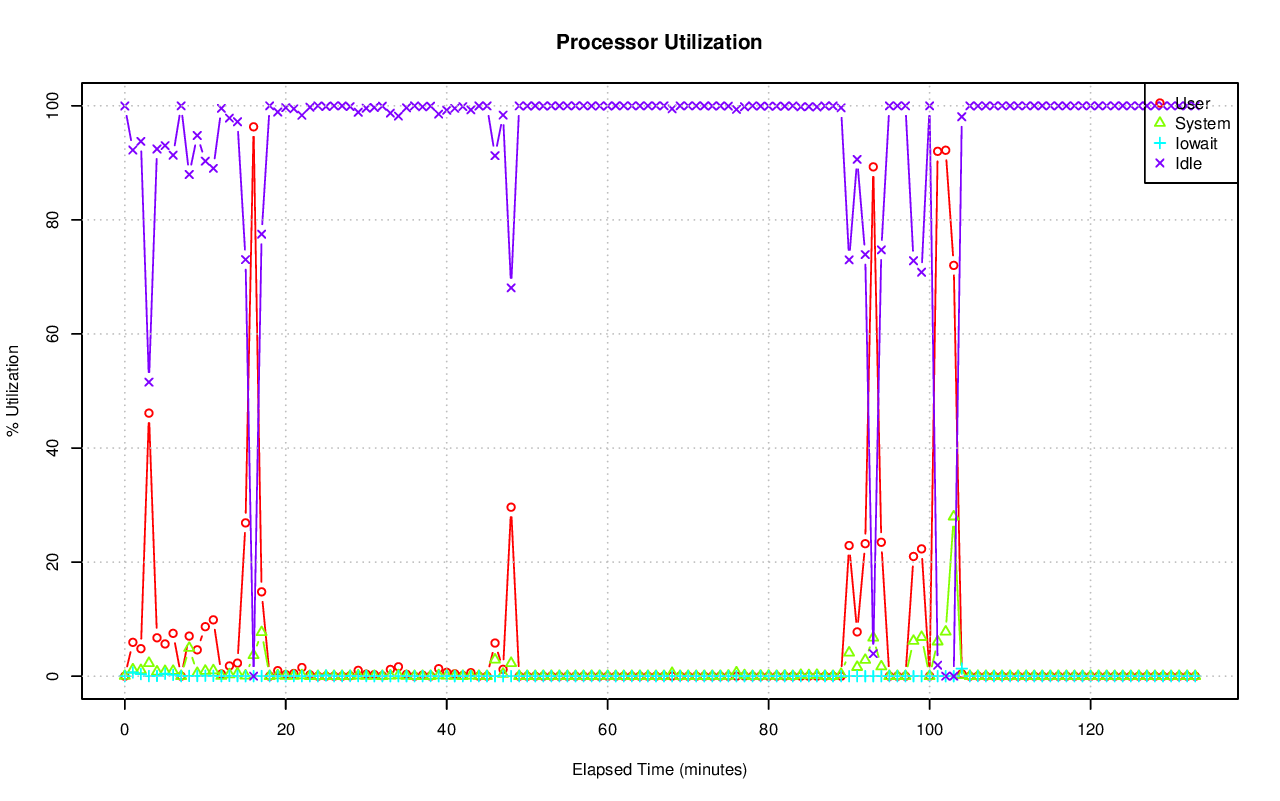 Processor Utilization
100
80
60
40
20
0
% Utilization
User
System
Iowait
Idle
0 20 40 60 80 100 120
Elapsed Time (minutes)